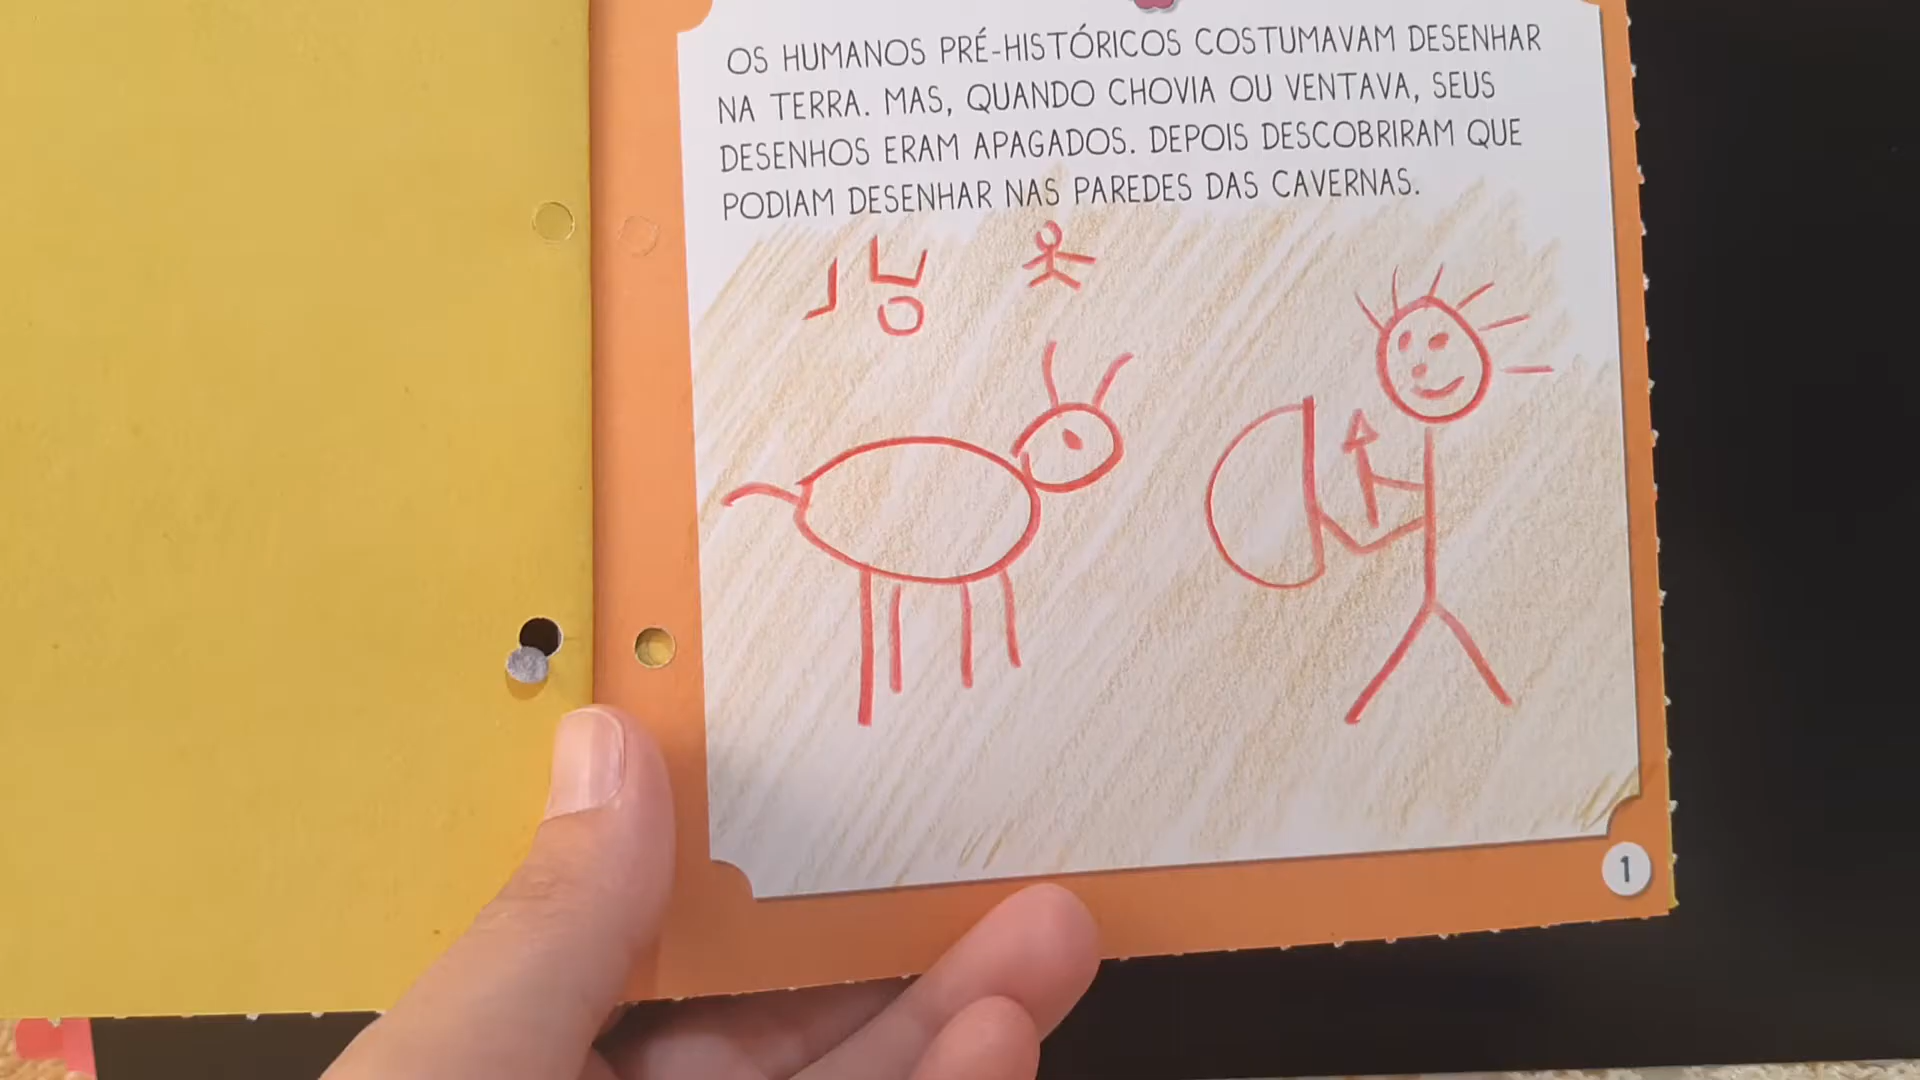 OS HUMANOS PRÉ-HISTÓRICOS COSTUMAVAM DESENHAR
NA TERRA. MAS, QUANDO CHOVIA OU VENTAVA, SEUS
DESENHOS ERAM APAGADOS. DEPOIS DESCOBRIRAM QUE
PODIAM DESENHAR NAS PAREDES DAS CAVERNAS.
1